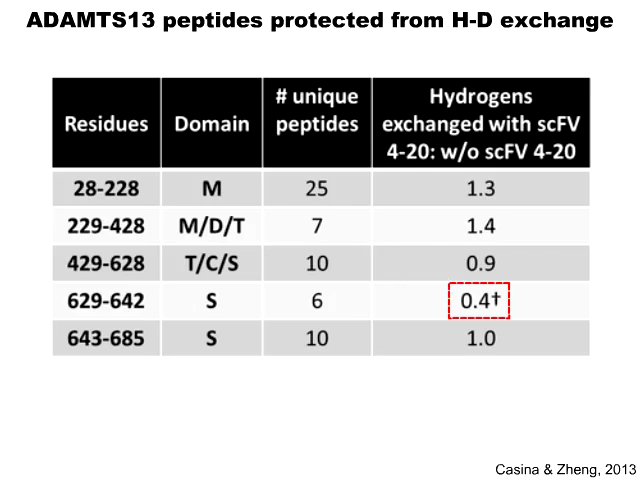 ADAMTS13 peptides protected from H-D exchange
Residues Domain # unique peptides Hydrogens exchanged with scFV 4-20: w/o scFV 4-20
28-228 M 25 1.3
229-428 M/D/T 7 1.4
429-628 T/C/S 10 0.9
629-642 S 6 0.4†
643-685 S 10 1.0
Casina & Zheng, 2013